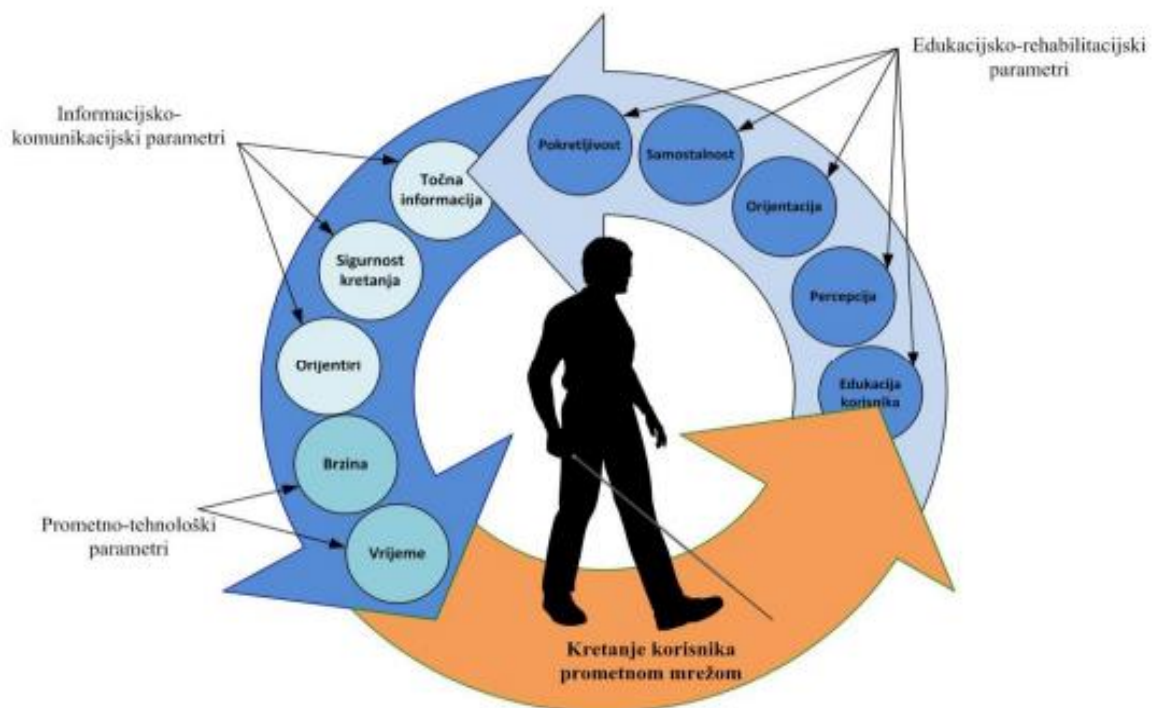 Edukacijsko-rehabilitacijski
parametri
Informacijsko-
komunikacijski parametri
Pokretljivost
Samostalnost
Točna
informacija
Orijentacija
Sigurnost
kretanja
Percepcija
Orijentiri
Edukacija
korisnika
Brzina
Prometno-tehnološki
parametri
Vrijeme
Kretanje korisnika
prometnom mrežom